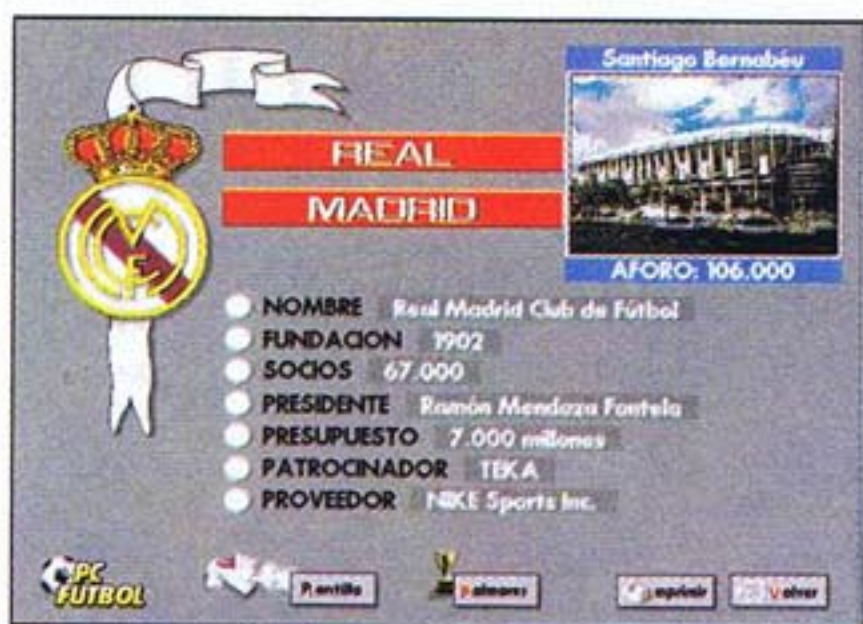 Santiago Bernabéu
REAL
MADRID
AFORO: 106.000
NOMBRE Real Madrid Club de Fútbol
FUNDACION 1902
SOCIOS 67.000
PRESIDENTE Ramón Mendoza Fontela
PRESUPUESTO 7.000 millones
PATROCINADOR TEKA
PROVEEDOR NIKE Sports Inc.
PC
FÚTBOL
Plantilla
Palmares
Imprimir
Volver